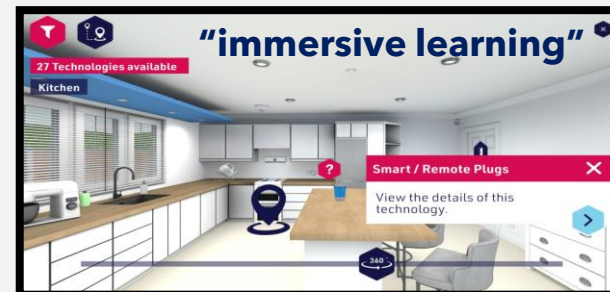 “immersive learning”
27 Technologies available
Kitchen
?
Smart / Remote Plugs
View the details of this
technology.
360